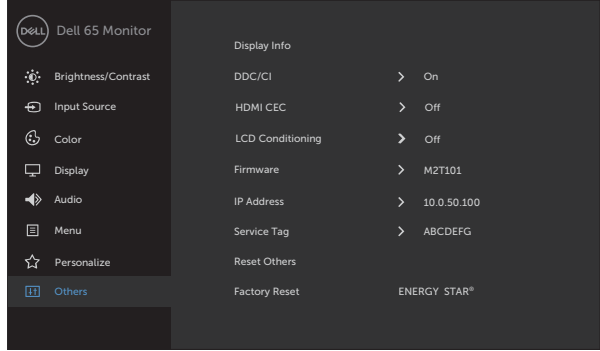 DELL Dell 65 Monitor
Display Info
Brightness/Contrast DDC/CI On
Input Source HDMI CEC Off
Color LCD Conditioning Off
Display Firmware M2T101
Audio IP Address 10.0.50.100
Menu Service Tag ABCDEFG
Personalize Reset Others
Others Factory Reset ENERGY STAR®